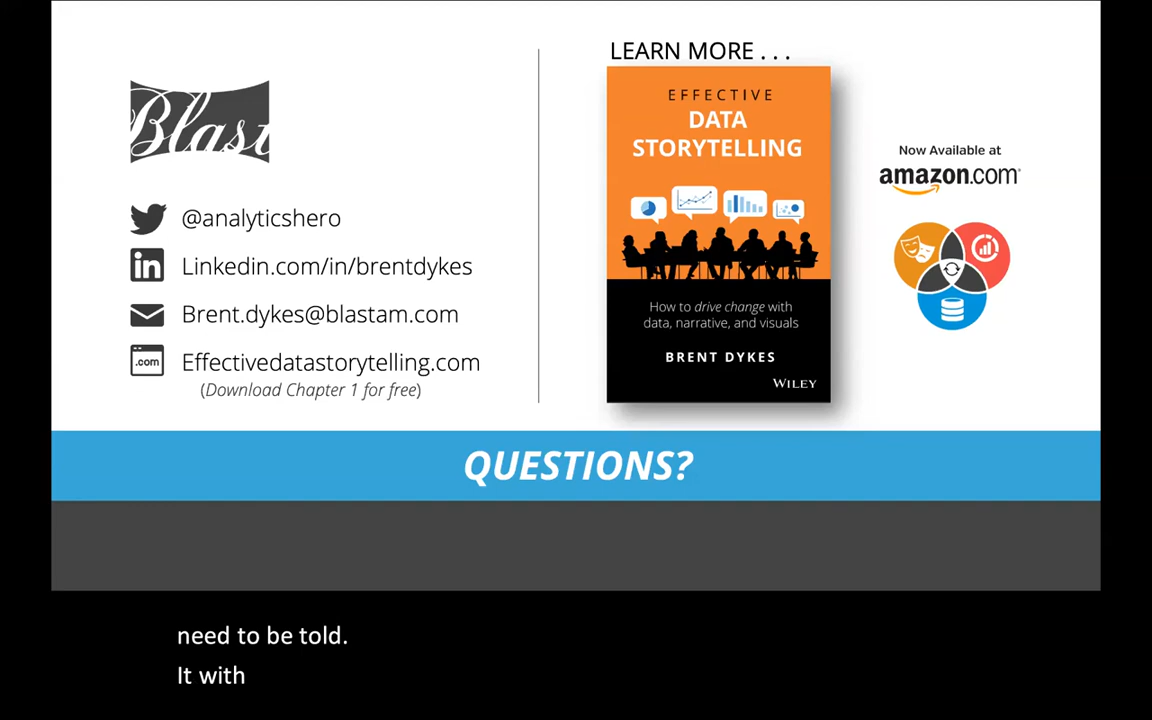 Blast
@analyticshero
Linkedin.com/in/brentdykes
Brent.dykes@blastam.com
.com
Effectivedatastorytelling.com
(Download Chapter 1 for free)
LEARN MORE . . .
EFFECTIVE
DATA
STORYTELLING
How to drive change with
data, narrative, and visuals
BRENT DYKES
WILEY
Now Available at
amazon.com
QUESTIONS?
need to be told.
It with